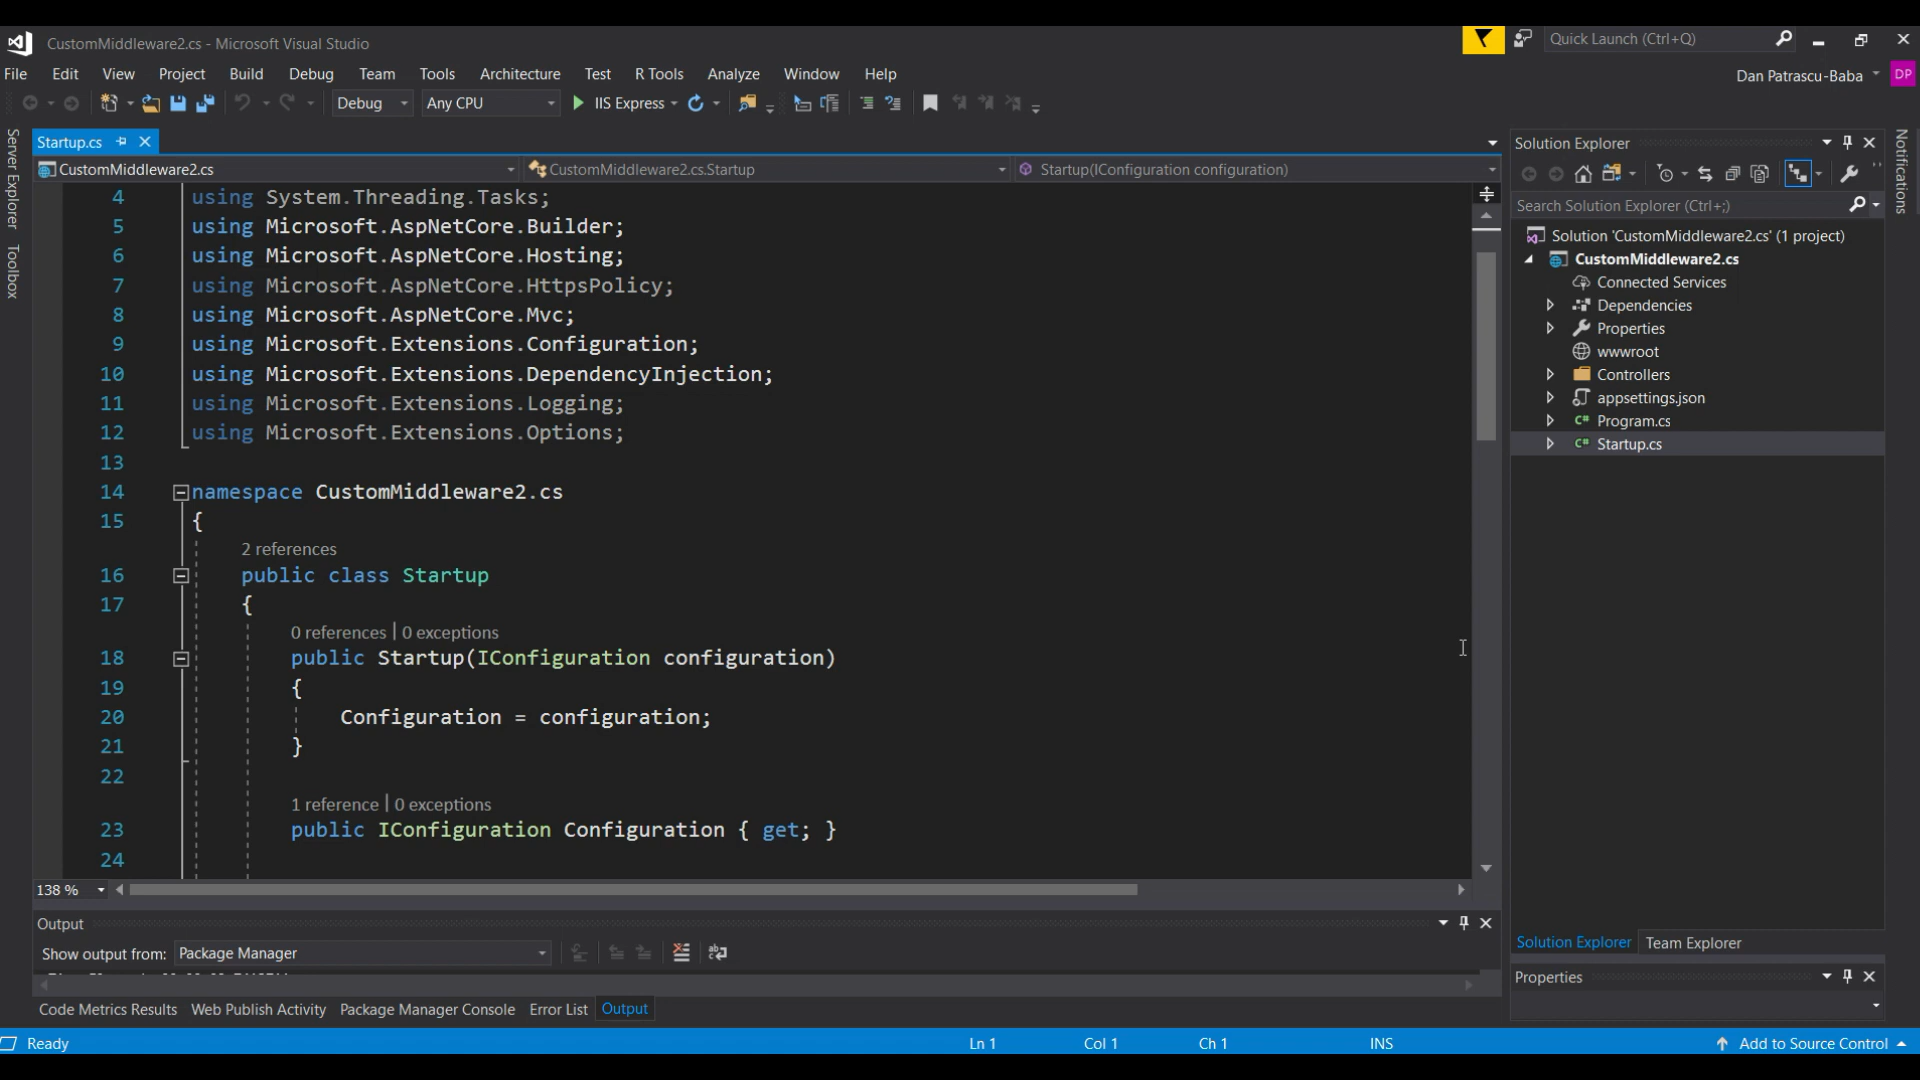 CustomMiddleware2.cs - Microsoft Visual Studio
Quick Launch (Ctrl+Q)
File Edit View Project Build Debug Team Tools Architecture Test R Tools Analyze Window Help
Dan Patrascu-Baba DP
Debug Any CPU IIS Express
Server Explorer
Toolbox
Startup.cs
CustomMiddleware2.cs CustomMiddleware2.cs.Startup Startup(IConfiguration configuration)
4 using System.Threading.Tasks;
5 using Microsoft.AspNetCore.Builder;
6 using Microsoft.AspNetCore.Hosting;
7 using Microsoft.AspNetCore.HttpsPolicy;
8 using Microsoft.AspNetCore.Mvc;
9 using Microsoft.Extensions.Configuration;
10 using Microsoft.Extensions.DependencyInjection;
11 using Microsoft.Extensions.Logging;
12 using Microsoft.Extensions.Options;
13
14 namespace CustomMiddleware2.cs
15 {
2 references
16 public class Startup
17 {
0 references | 0 exceptions
18 public Startup(IConfiguration configuration)
19 {
20 Configuration = configuration;
21 }
22
1 reference | 0 exceptions
23 public IConfiguration Configuration { get; }
24
138 %
Output
Show output from: Package Manager
Code Metrics Results Web Publish Activity Package Manager Console Error List Output
Solution Explorer
Search Solution Explorer (Ctrl+;)
Solution 'CustomMiddleware2.cs' (1 project)
CustomMiddleware2.cs
Connected Services
Dependencies
Properties
wwwroot
Controllers
appsettings.json
C# Program.cs
C# Startup.cs
Solution Explorer Team Explorer
Properties
Notifications
Ready Ln 1 Col 1 Ch 1 INS Add to Source Control